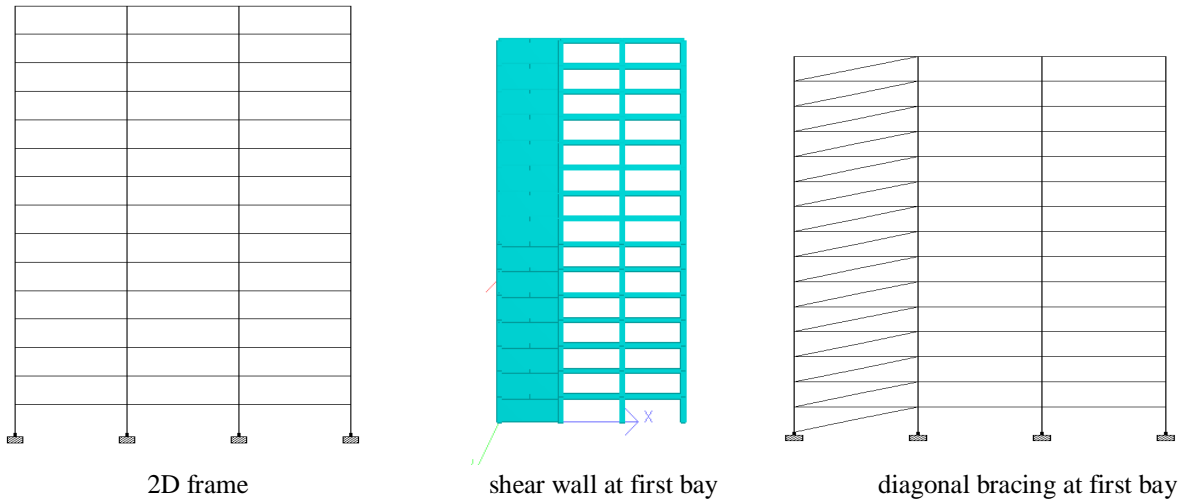 X
2D frame
shear wall at first bay
diagonal bracing at first bay